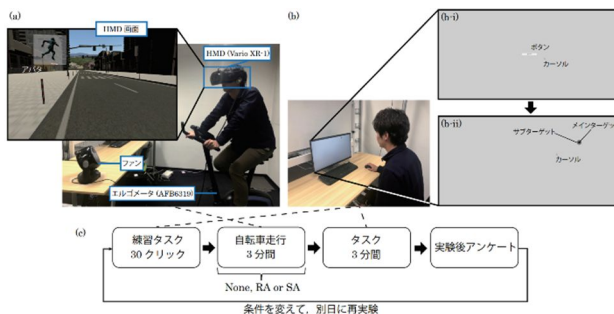 (a)
HMD 画面
アバタ
HMD (Vario XR-1)
ファン
エルゴメータ (AFB6319)
(b)
(b-i)
ボタン
カーソル
(b-ii)
メインターゲット
サブターゲット
カーソル
(c)
練習タスク
30 クリック
自転車走行
3 分間
タスク
3 分間
実験後アンケート
None, RA or SA
条件を変えて，別日に再実験